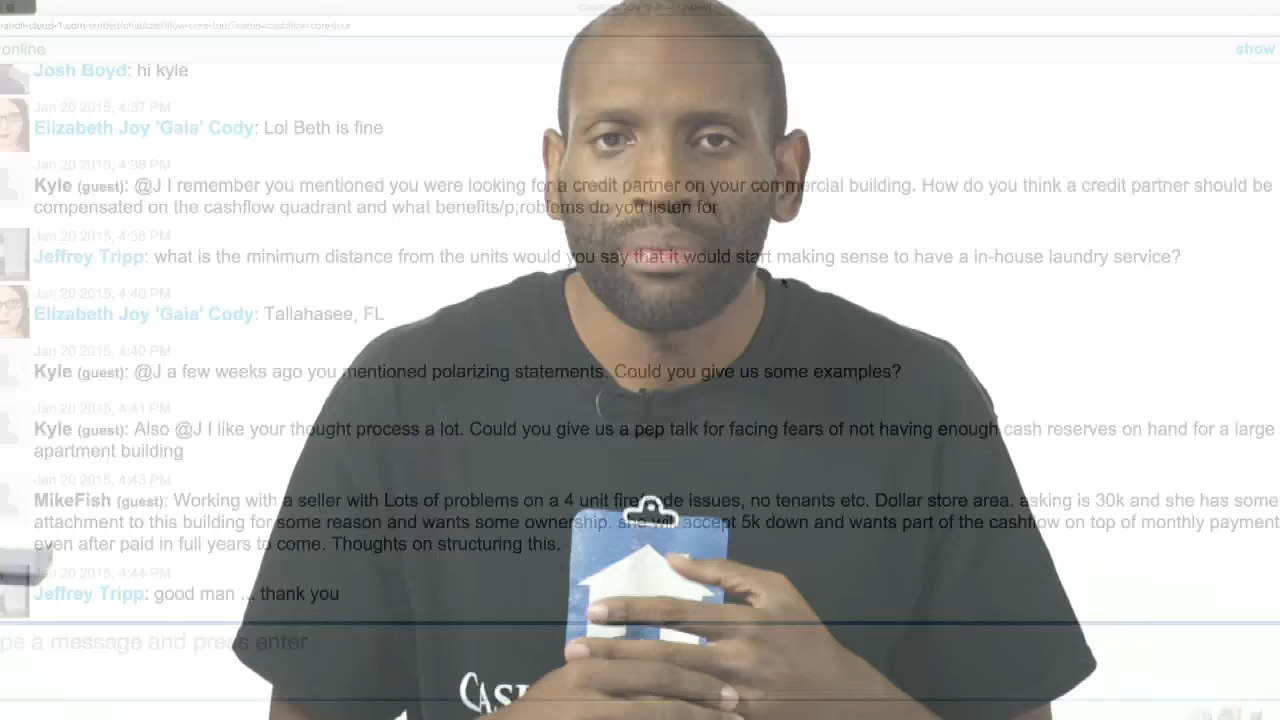 online
show
Josh Boyd: hi kyle
Jan 20 2015, 4:37 PM
Elizabeth Joy 'Gaia' Cody: Lol Beth is fine
Jan 20 2015, 4:38 PM
Kyle (guest): @J I remember you mentioned you were looking for a credit partner on your commercial building. How do you think a credit partner should be
compensated on the cashflow quadrant and what benefits/p;roblems do you listen for
Jan 20 2015, 4:38 PM
Jeffrey Tripp: what is the minimum distance from the units would you say that it would start making sense to have a in-house laundry service?
Jan 20 2015, 4:40 PM
Elizabeth Joy 'Gaia' Cody: Tallahasee, FL
Jan 20 2015, 4:40 PM
Kyle (guest): @J a few weeks ago you mentioned polarizing statements. Could you give us some examples?
Jan 20 2015, 4:41 PM
Kyle (guest): Also @J I like your thought process a lot. Could you give us a pep talk for facing fears of not having enough cash reserves on hand for a large
apartment building
Jan 20 2015, 4:43 PM
MikeFish (guest): Working with a seller with Lots of problems on a 4 unit fire/code issues, no tenants etc. Dollar store area. asking is 30k and she has some
attachment to this building for some reason and wants some ownership. she will accept 5k down and wants part of the cashflow on top of monthly payment
even after paid in full years to come. Thoughts on structuring this.
Jan 20 2015, 4:44 PM
Jeffrey Tripp: good man ... thank you
pe a message and press enter